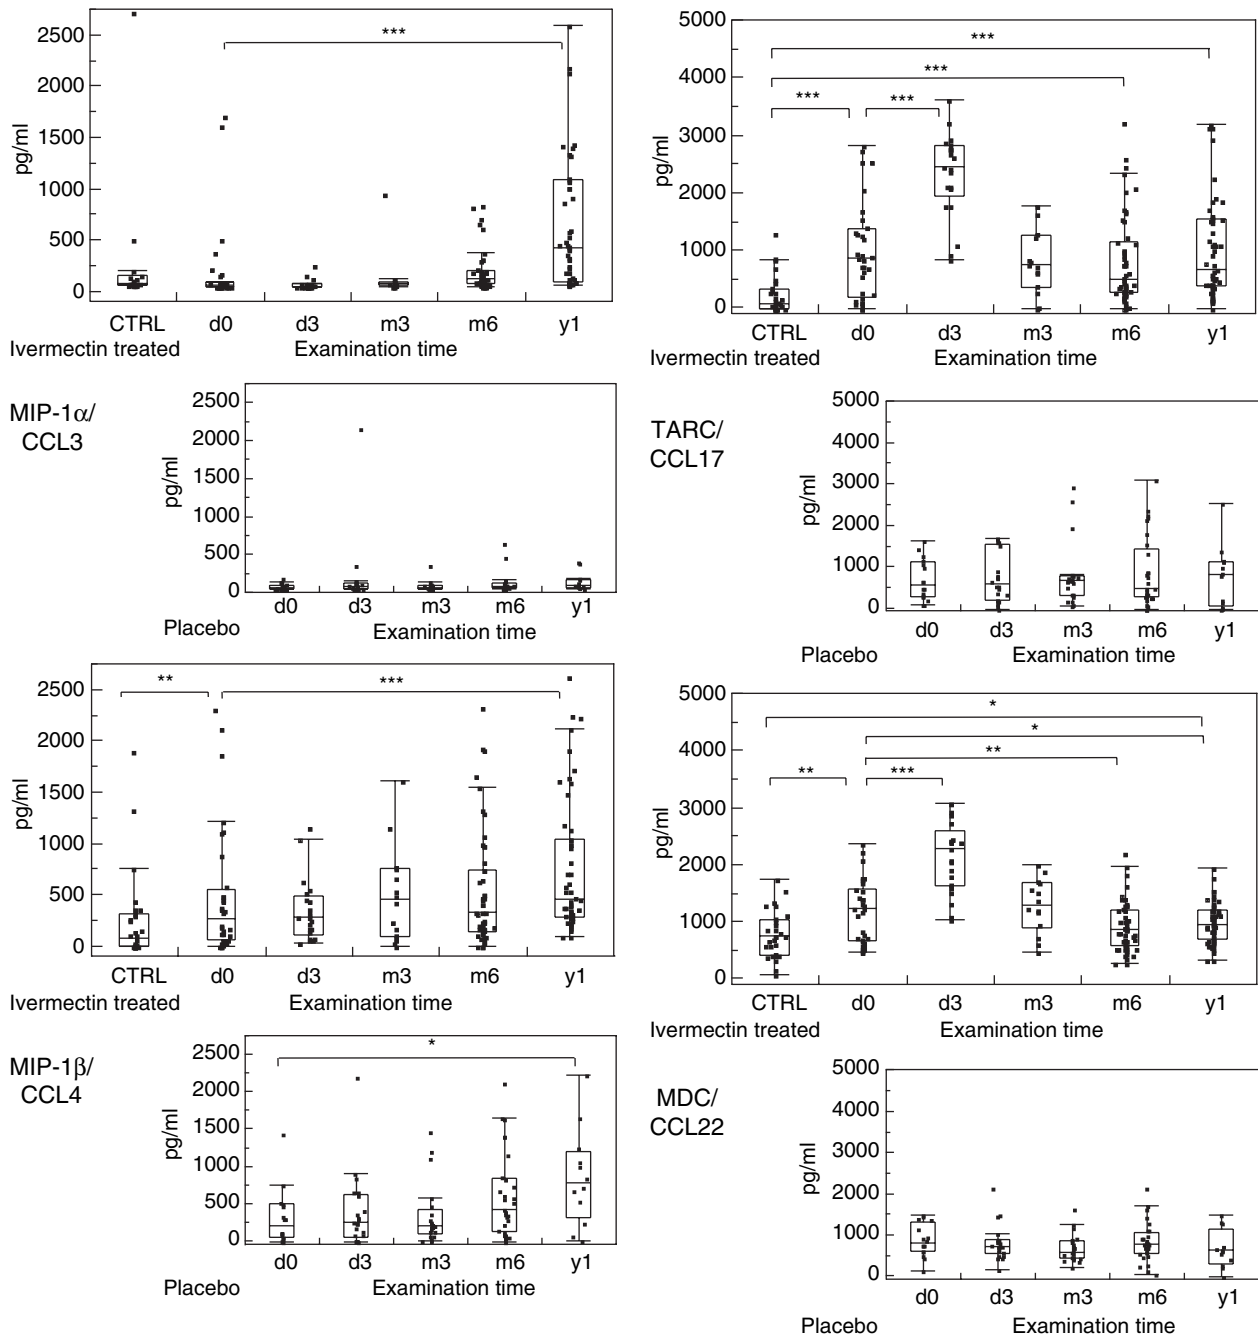 2500
2000
1500
1000
500
0
pg/ml
***
CTRL d0 d3 m3 m6 y1
Ivermectin treated Examination time
MIP-1α/
CCL3
2500
2000
1500
1000
500
0
pg/ml
d0 d3 m3 m6 y1
Placebo Examination time
2500
2000
1500
1000
500
0
pg/ml
** ***
CTRL d0 d3 m3 m6 y1
Ivermectin treated Examination time
MIP-1β/
CCL4
2500
2000
1500
1000
500
0
pg/ml
*
d0 d3 m3 m6 y1
Placebo Examination time
5000
4000
3000
2000
1000
0
pg/ml
***
***
*** ***
CTRL d0 d3 m3 m6 y1
Ivermectin treated Examination time
TARC/
CCL17
5000
4000
3000
2000
1000
0
pg/ml
d0 d3 m3 m6 y1
Placebo Examination time
5000
4000
3000
2000
1000
0
pg/ml
*
*
**
** ***
CTRL d0 d3 m3 m6 y1
Ivermectin treated Examination time
MDC/
CCL22
5000
4000
3000
2000
1000
0
pg/ml
d0 d3 m3 m6 y1
Placebo Examination time